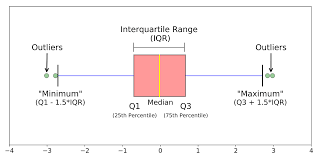 Interquartile Range
(IQR)
Outliers
Outliers
"Minimum"
(Q1 - 1.5*IQR)
Q1
(25th Percentile)
Median
Q3
(75th Percentile)
"Maximum"
(Q3 + 1.5*IQR)
−4 −3 −2 −1 0 1 2 3 4